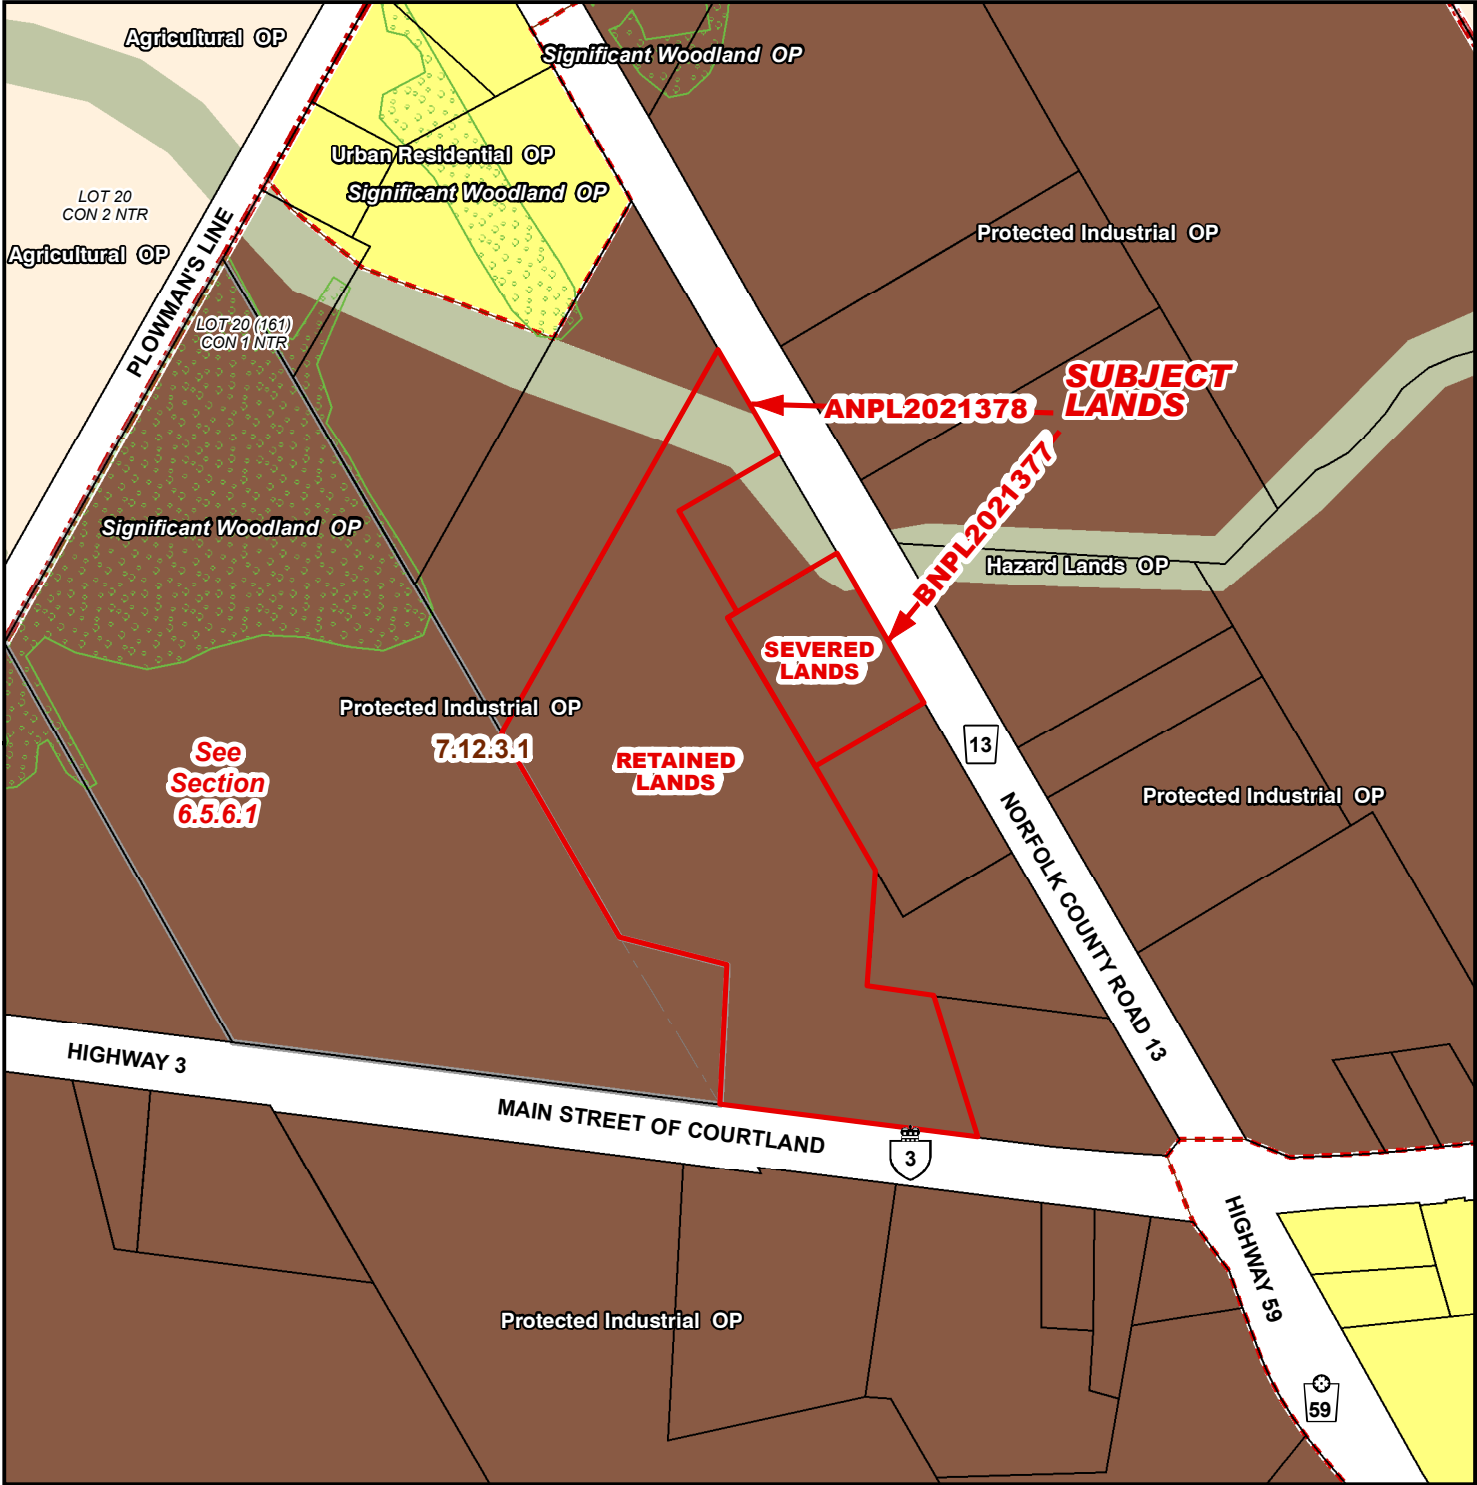 Agricultural OP
Significant Woodland OP
Urban Residential OP
Significant Woodland OP
LOT 20
CON 2 NTR
Agricultural OP
PLOWMAN'S LINE
LOT 20 (161)
CON 1 NTR
Protected Industrial OP
SUBJECT
LANDS
ANPL2021378
BNPL2021377
Significant Woodland OP
Hazard Lands OP
SEVERED
LANDS
Protected Industrial OP
7.12.3.1
See
Section
6.5.6.1
RETAINED
LANDS
13
Protected Industrial OP
NORFOLK COUNTY ROAD 13
HIGHWAY 3
MAIN STREET OF COURTLAND
3
HIGHWAY 59
Protected Industrial OP
59